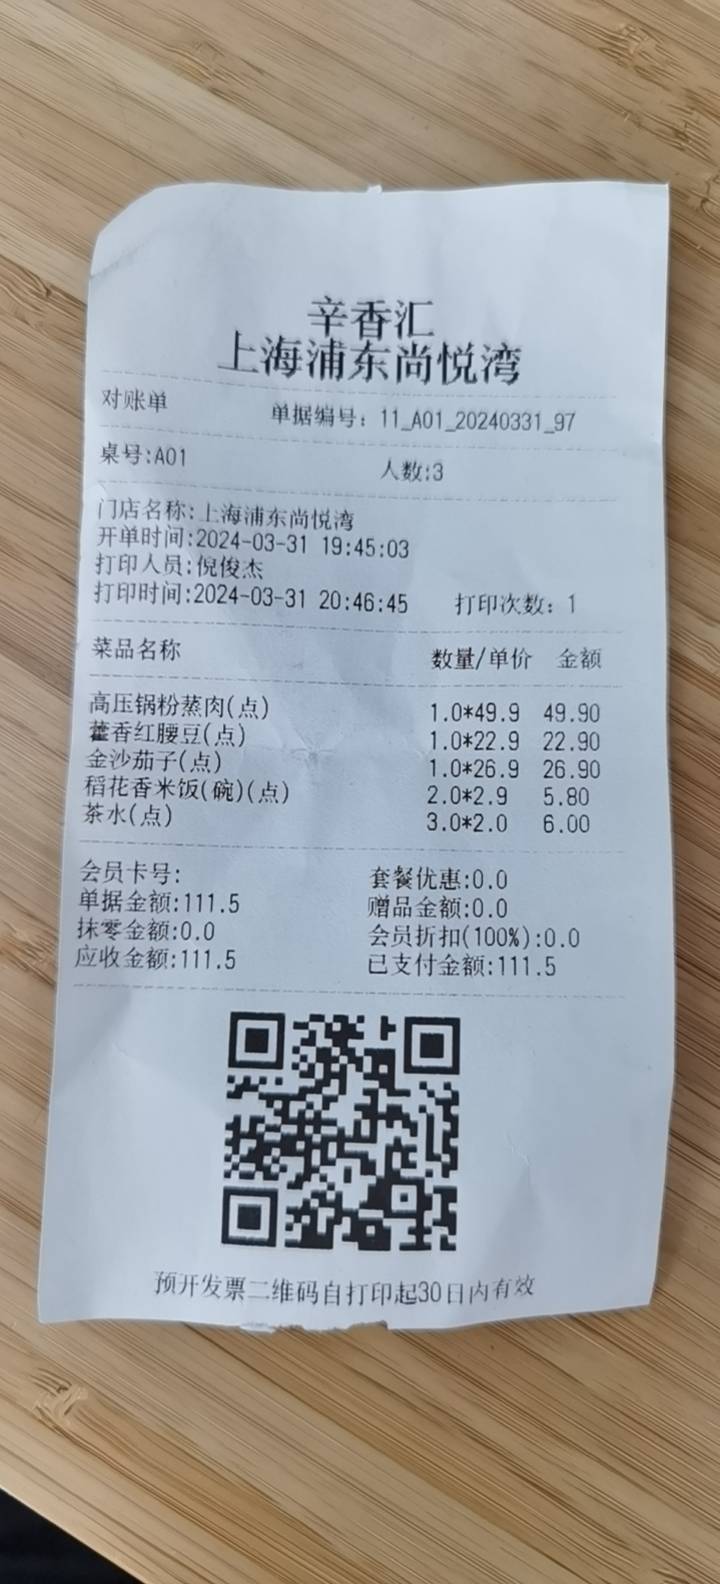 辛香汇
上海浦东尚悦湾
对账单 单据编号：11_A01_20240331_97
桌号:A01 人数:3
门店名称:上海浦东尚悦湾
开单时间:2024-03-31 19:45:03
打印人员:倪俊杰
打印时间:2024-03-31 20:46:45 打印次数：1
菜品名称 数量/单价 金额
高压锅粉蒸肉(点) 1.0*49.9 49.90
藿香红腰豆(点) 1.0*22.9 22.90
金沙茄子(点) 1.0*26.9 26.90
稻花香米饭(碗)(点) 2.0*2.9 5.80
茶水(点) 3.0*2.0 6.00
会员卡号: 套餐优惠:0.0
单据金额:111.5 赠品金额:0.0
抹零金额:0.0 会员折扣(100%):0.0
应收金额:111.5 已支付金额:111.5
预开发票二维码自打印起30日内有效